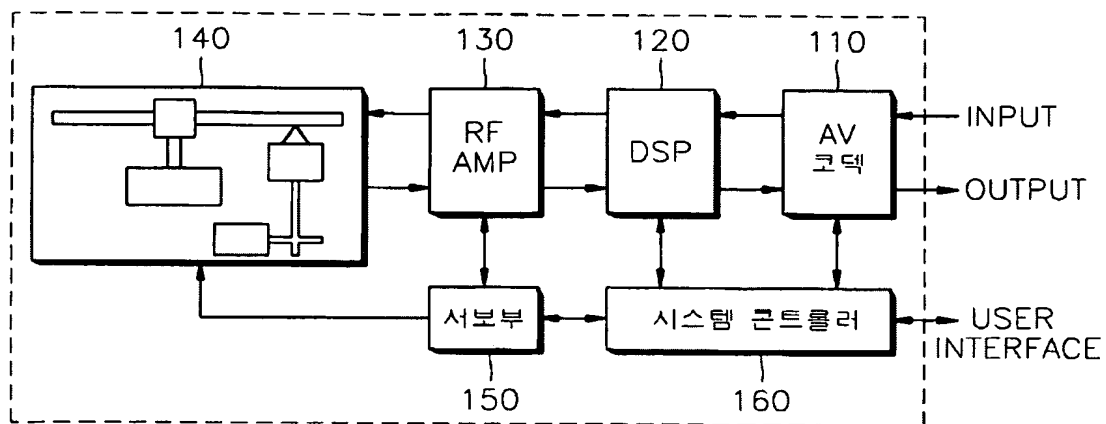 140
130
120
110
RF
AMP
DSP
AV
코덱
INPUT
OUTPUT
서보부
시스템 콘트롤러
USER
INTERFACE
150
160